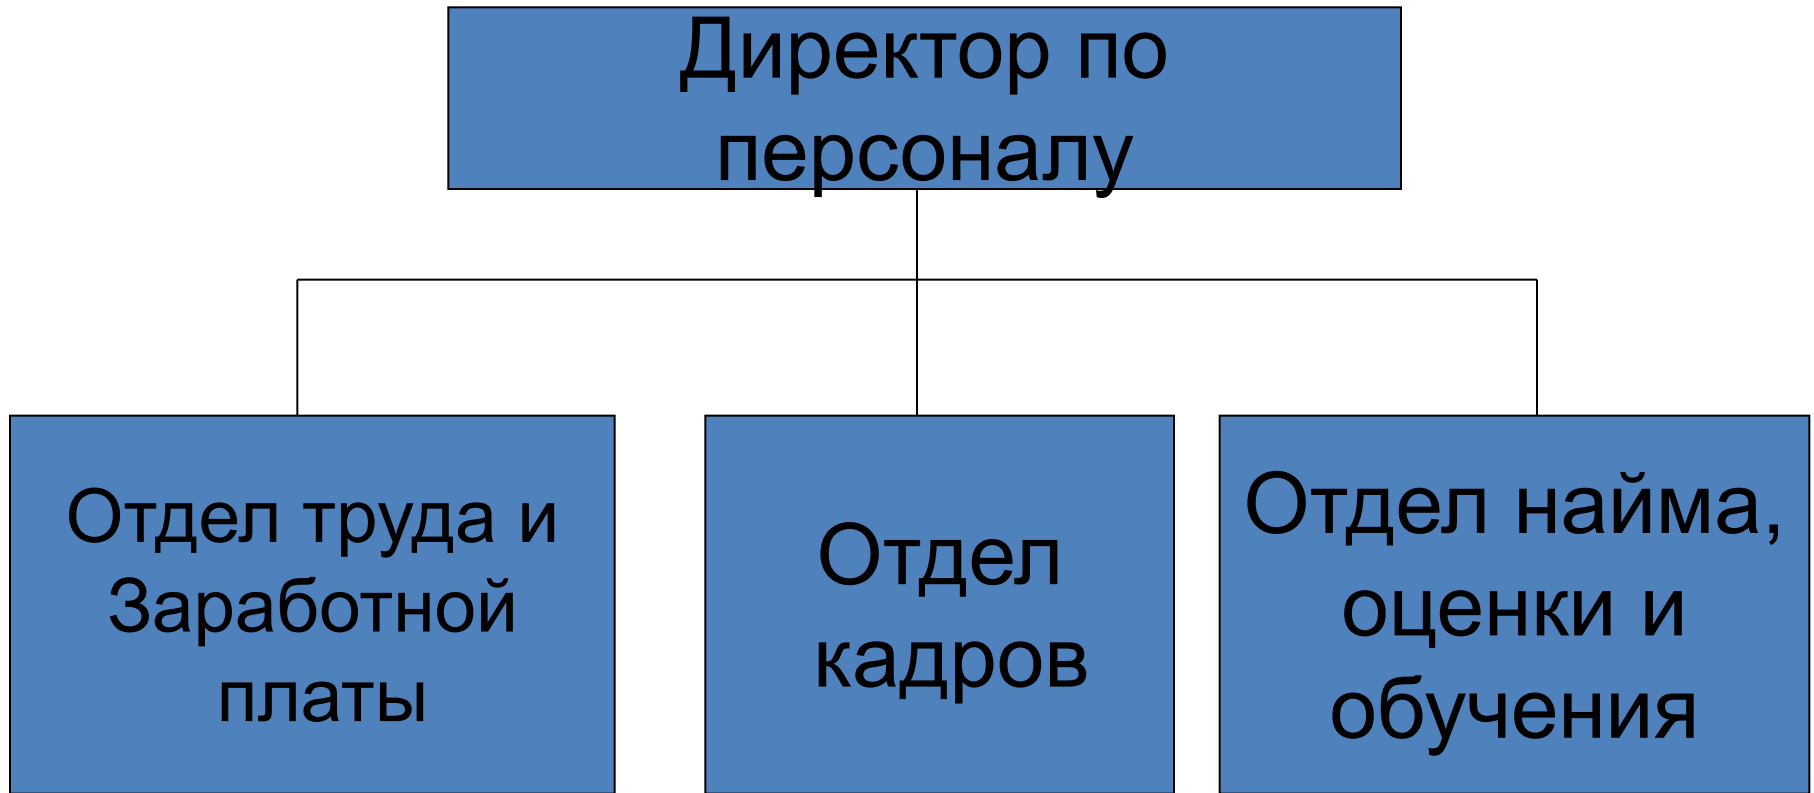 Директор по
персоналу
Отдел труда и
Заработной
платы
Отдел
кадров
Отдел найма,
оценки и
обучения